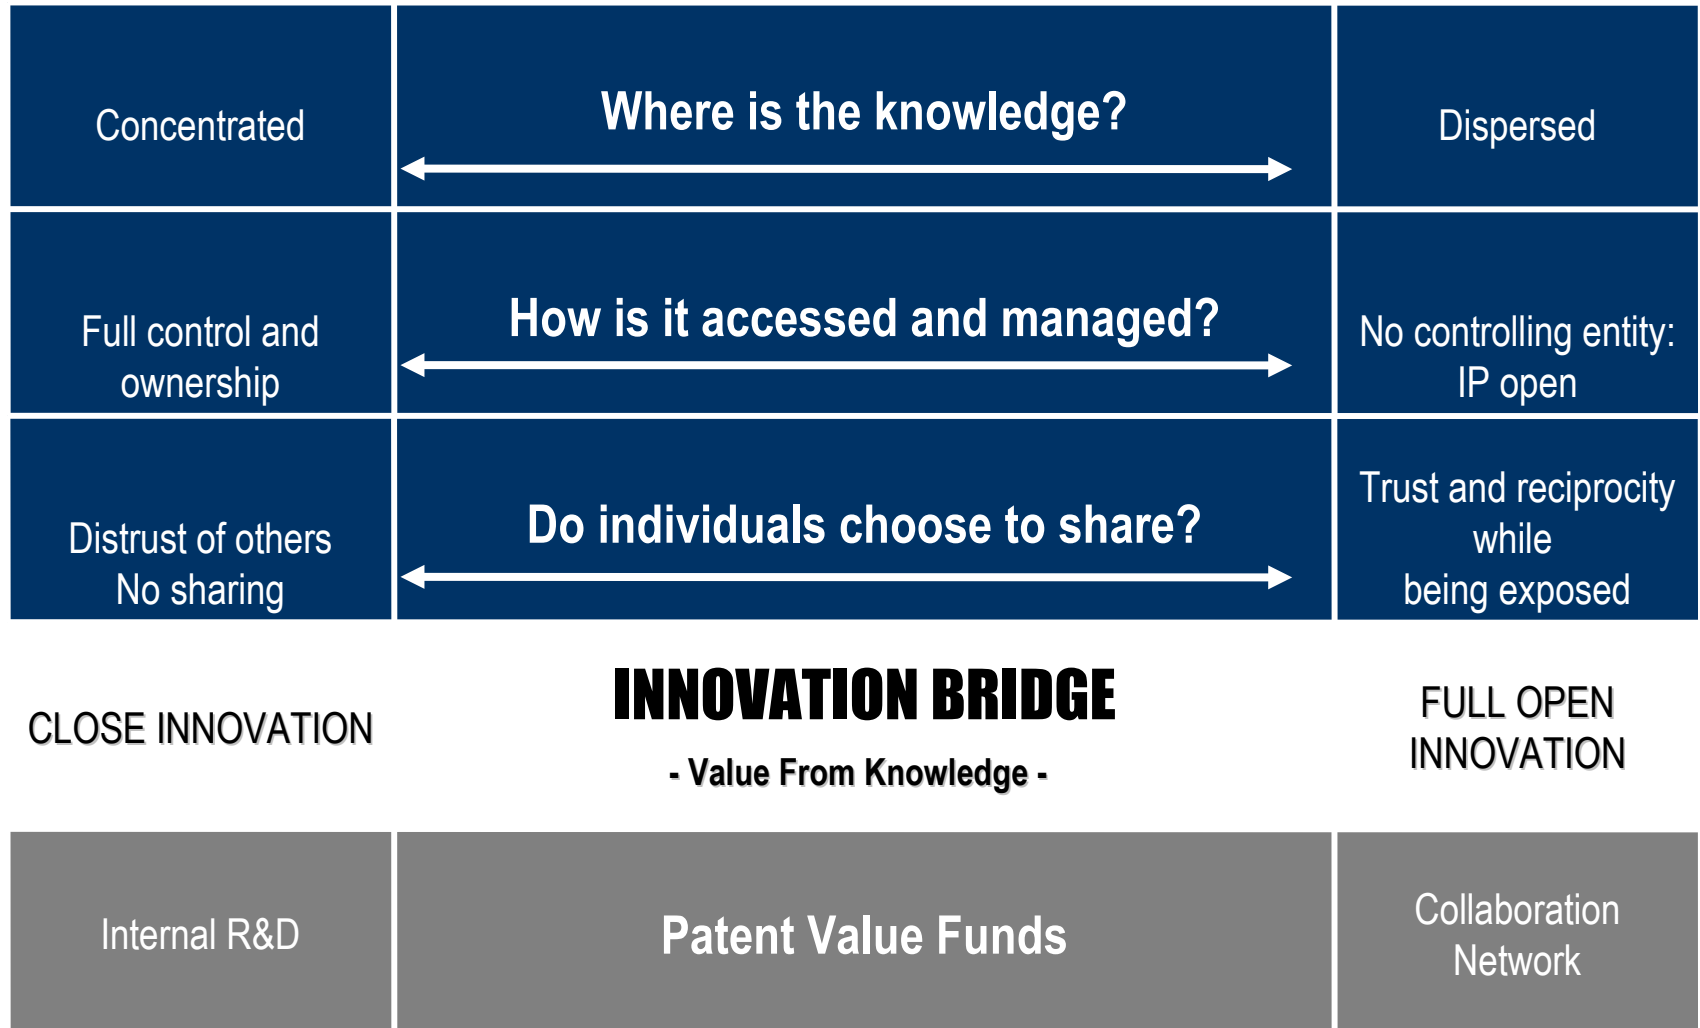 Concentrated
Where is the knowledge?
Dispersed
Full control and
ownership
How is it accessed and managed?
No controlling entity:
IP open
Distrust of others
No sharing
Do individuals choose to share?
Trust and reciprocity
while
being exposed
CLOSE INNOVATION
INNOVATION BRIDGE
- Value From Knowledge -
FULL OPEN
INNOVATION
Internal R&D
Patent Value Funds
Collaboration
Network